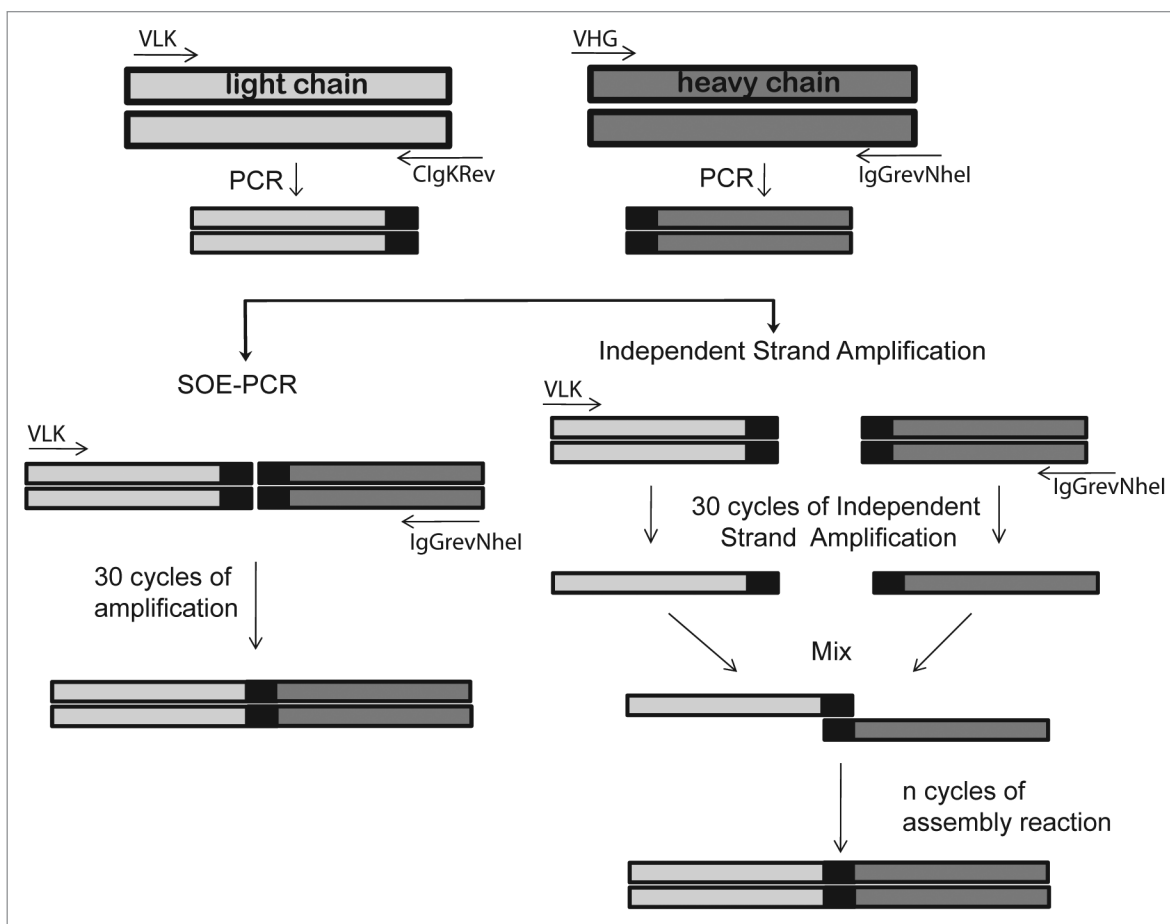 VLK
light chain
CIgKRev
PCR
VHG
heavy chain
IgGrevNheI
PCR
SOE-PCR
VLK
IgGrevNheI
30 cycles of
amplification
Independent Strand Amplification
VLK
IgGrevNheI
30 cycles of Independent
Strand Amplification
Mix
n cycles of
assembly reaction